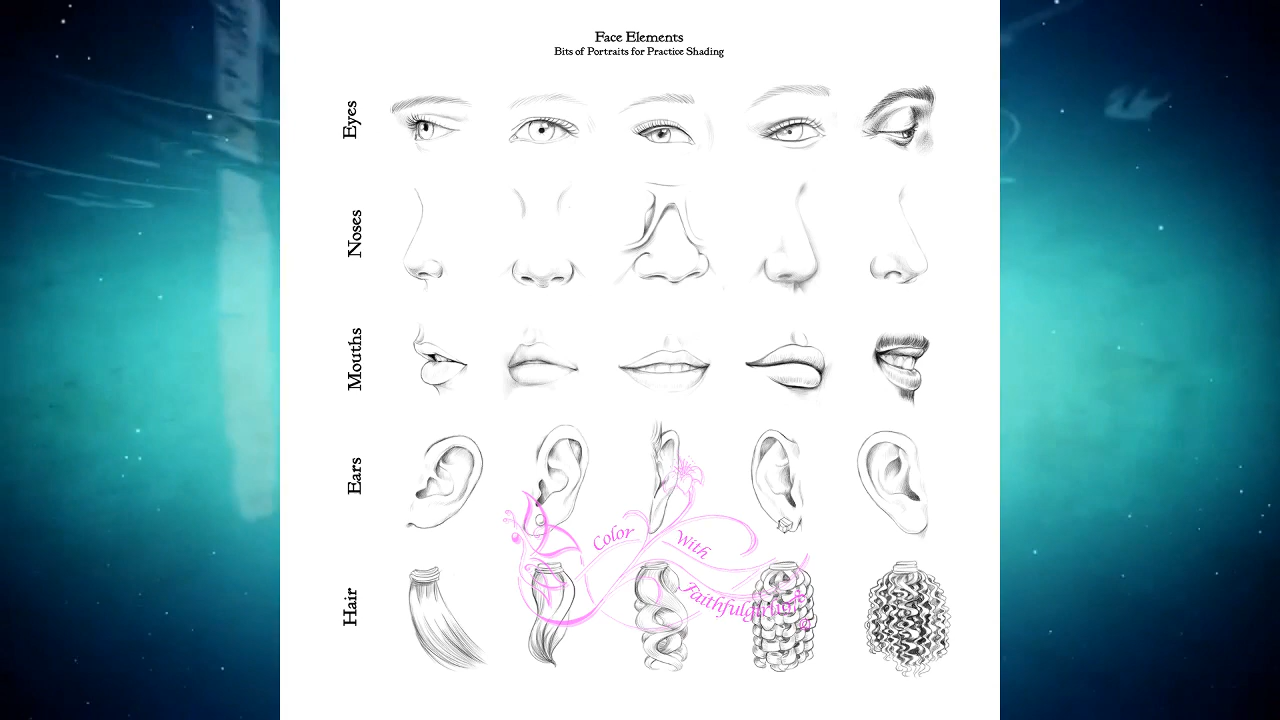 Face Elements
Bits of Portraits for Practice Shading
Eyes
Noses
Mouths
Ears
Color With
Hair